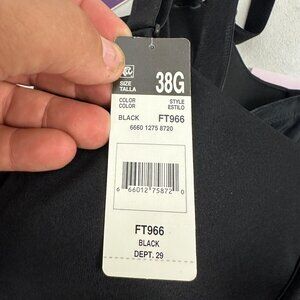 SIZE
TALLA
38G
COLOR
COLOR
STYLE
ESTILO
BLACK FT966
6660 1275 8720
6 66012 75872 0
FT966
BLACK
DEPT. 29